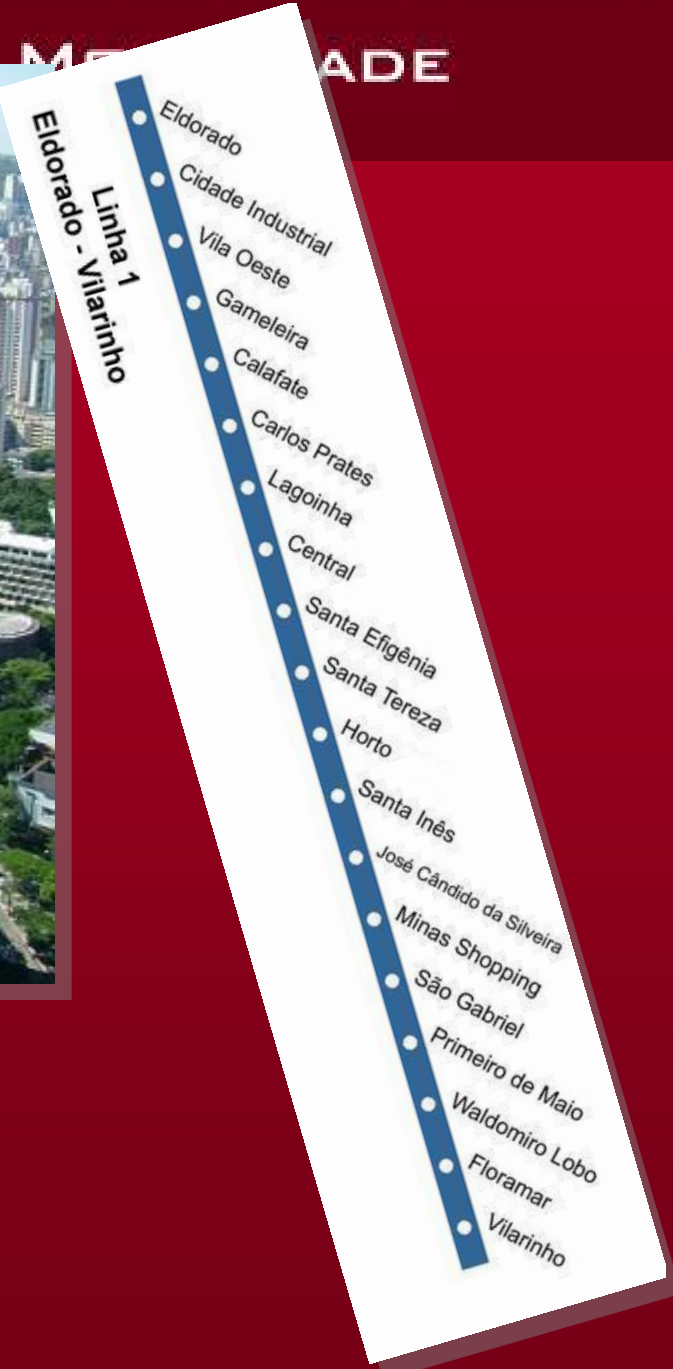 Linha 1
Eldorado - Vilarinho
Eldorado
Cidade Industrial
Vila Oeste
Gameleira
Calafate
Carlos Prates
Lagoinha
Central
Santa Efigênia
Santa Tereza
Horto
Santa Inês
José Cândido da Silveira
Minas Shopping
São Gabriel
Primeiro de Maio
Waldomiro Lobo
Floramar
Vilarinho